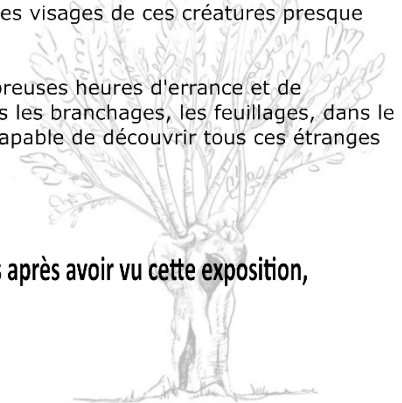 es visages de ces créatures presque
breuses heures d'errance et de
s les branchages, les feuillages, dans le
apable de découvrir tous ces étranges
s après avoir vu cette exposition,